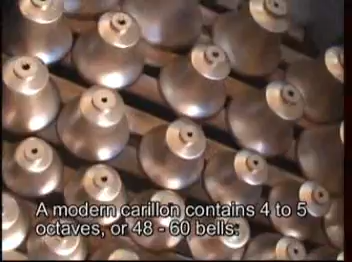 A modern carillon contains 4 to 5
octaves, or 48 - 60 bells: